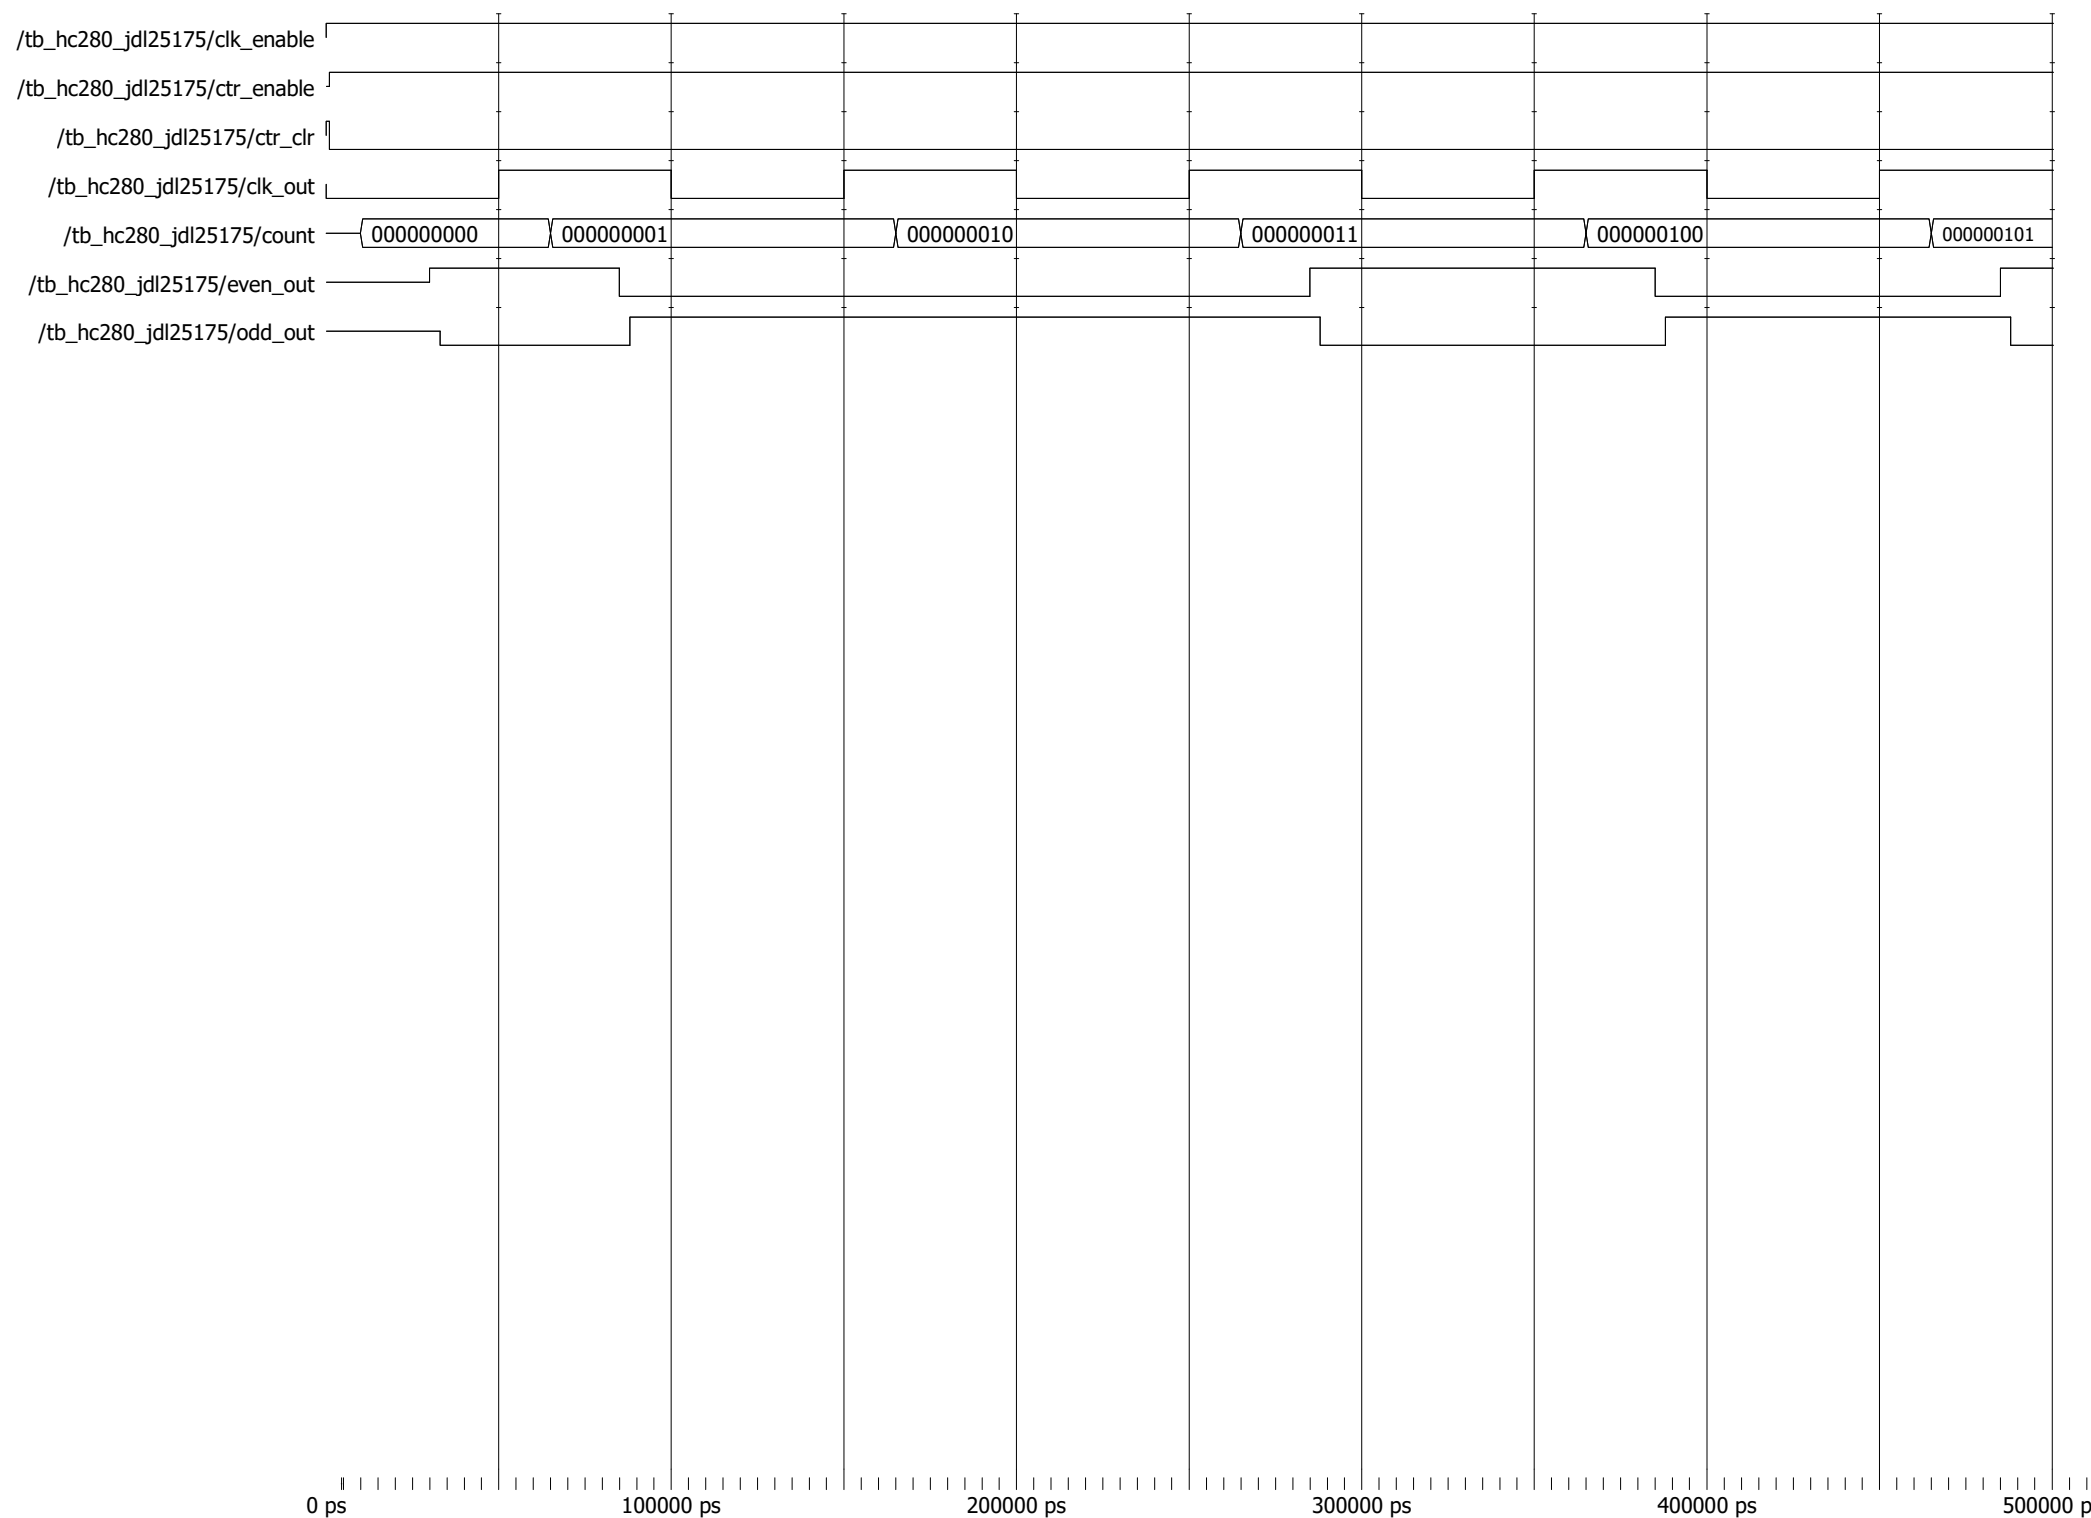 /tb_hc280_jdl25175/clk_enable
/tb_hc280_jdl25175/ctr_enable
/tb_hc280_jdl25175/ctr_clr
/tb_hc280_jdl25175/clk_out
/tb_hc280_jdl25175/count 000000000 000000001 000000010 000000011 000000100 000000101
/tb_hc280_jdl25175/even_out
/tb_hc280_jdl25175/odd_out
0 ps 100000 ps 200000 ps 300000 ps 400000 ps 500000 p